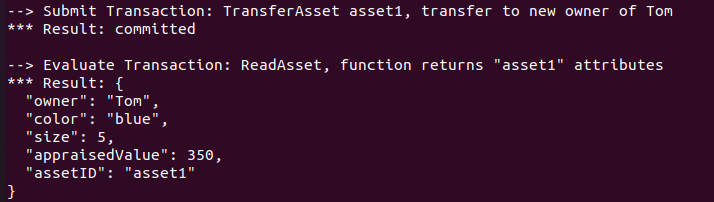 --> Submit Transaction: TransferAsset asset1, transfer to new owner of Tom
*** Result: committed

--> Evaluate Transaction: ReadAsset, function returns "asset1" attributes
*** Result: {
  "owner": "Tom",
  "color": "blue",
  "size": 5,
  "appraisedValue": 350,
  "assetID": "asset1"
}